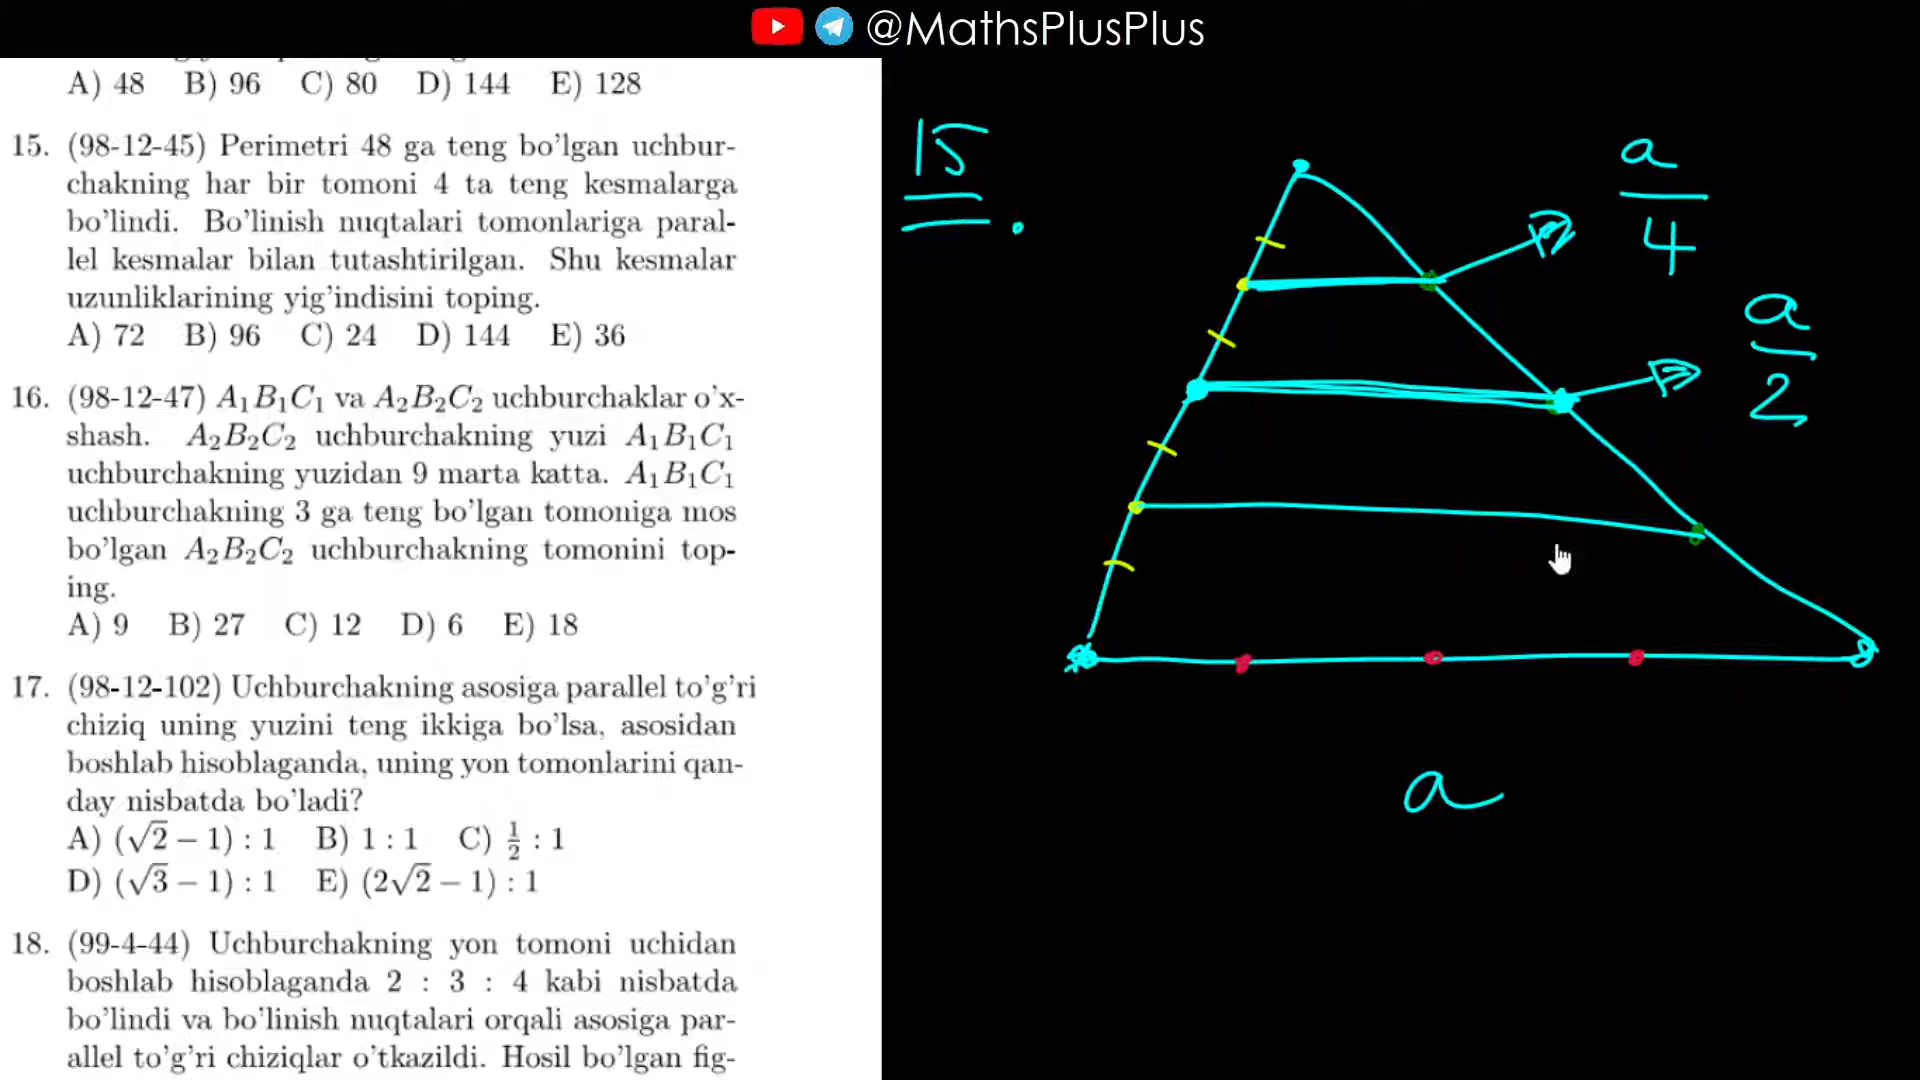 @MathsPlusPlus
A) 48 B) 96 C) 80 D) 144 E) 128
15. (98-12-45) Perimetri 48 ga teng bo'lgan uchbur-
chakning har bir tomoni 4 ta teng kesmalarga
bo'lindi. Bo'linish nuqtalari tomonlariga paral-
lel kesmalar bilan tutashtirilgan. Shu kesmalar
uzunliklarining yig'indisini toping.
A) 72 B) 96 C) 24 D) 144 E) 36
16. (98-12-47) A₁B₁C₁ va A₂B₂C₂ uchburchaklar o'x-
shash. A₂B₂C₂ uchburchakning yuzi A₁B₁C₁
uchburchakning yuzidan 9 marta katta. A₁B₁C₁
uchburchakning 3 ga teng bo'lgan tomoniga mos
bo'lgan A₂B₂C₂ uchburchakning tomonini top-
ing.
A) 9 B) 27 C) 12 D) 6 E) 18
17. (98-12-102) Uchburchakning asosiga parallel to'g'ri
chiziq uning yuzini teng ikkiga bo'lsa, asosidan
boshlab hisoblaganda, uning yon tomonlarini qan-
day nisbatda bo'ladi?
A) (√2 − 1) : 1 B) 1 : 1 C) ½ : 1
D) (√3 − 1) : 1 E) (2√2 − 1) : 1
18. (99-4-44) Uchburchakning yon tomoni uchidan
boshlab hisoblaganda 2 : 3 : 4 kabi nisbatda
bo'lindi va bo'linish nuqtalari orqali asosiga par-
allel to'g'ri chiziqlar o'tkazildi. Hosil bo'lgan fig-
15.
a
4
a
2
a